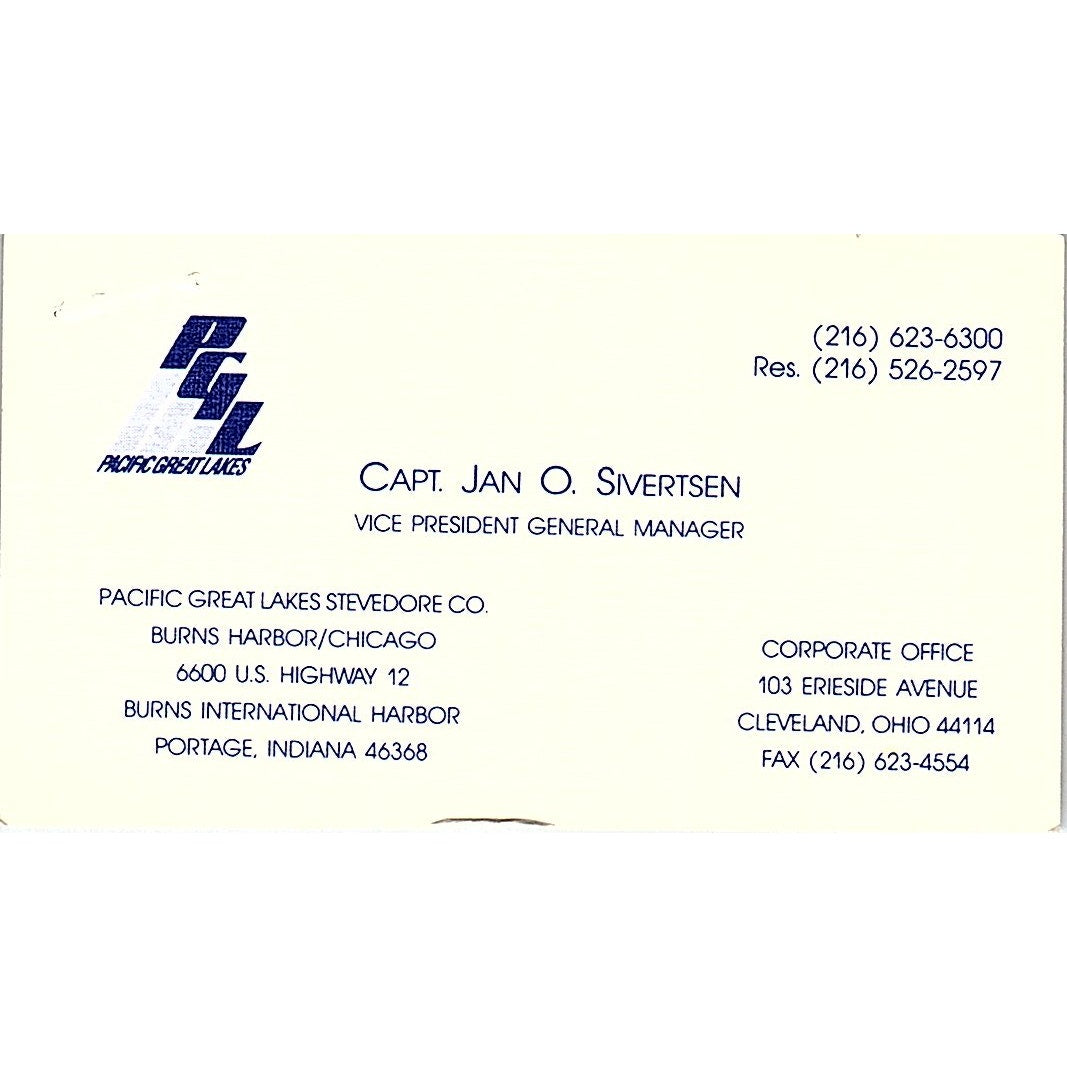 PGL
PACIFIC GREAT LAKES
(216) 623-6300
Res. (216) 526-2597
CAPT. JAN O. SIVERTSEN
VICE PRESIDENT GENERAL MANAGER
PACIFIC GREAT LAKES STEVEDORE CO.
BURNS HARBOR/CHICAGO
6600 U.S. HIGHWAY 12
BURNS INTERNATIONAL HARBOR
PORTAGE, INDIANA 46368
CORPORATE OFFICE
103 ERIESIDE AVENUE
CLEVELAND, OHIO 44114
FAX (216) 623-4554